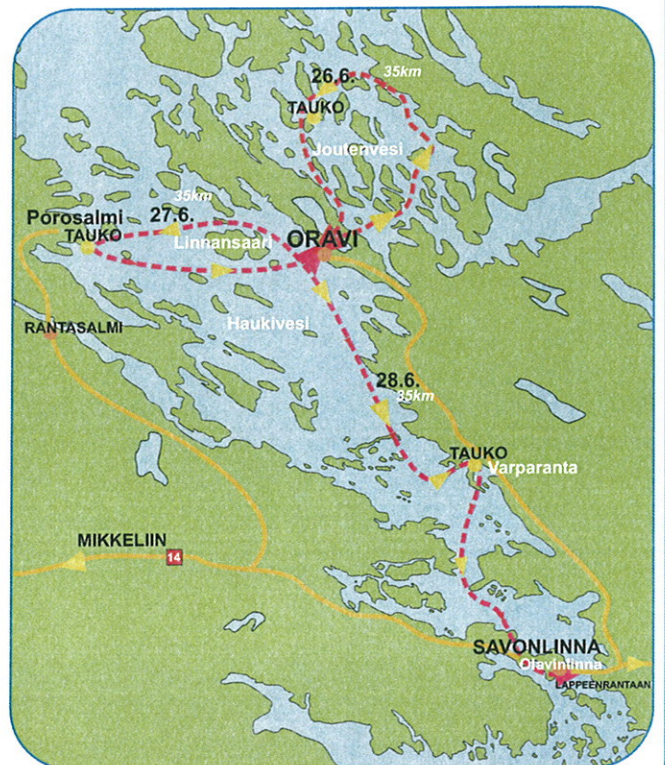 26.6.
35km
TAUKO
Joutenvesi
35km
Porosalmi
27.6.
TAUKO
Linnansaari
ORAVI
RANTASALMI
Haukivesi
28.6.
35km
TAUKO
Varparanta
MIKKELIIN
14
SAVONLINNA
Olavinlinna
LAPPEENRANTAAN